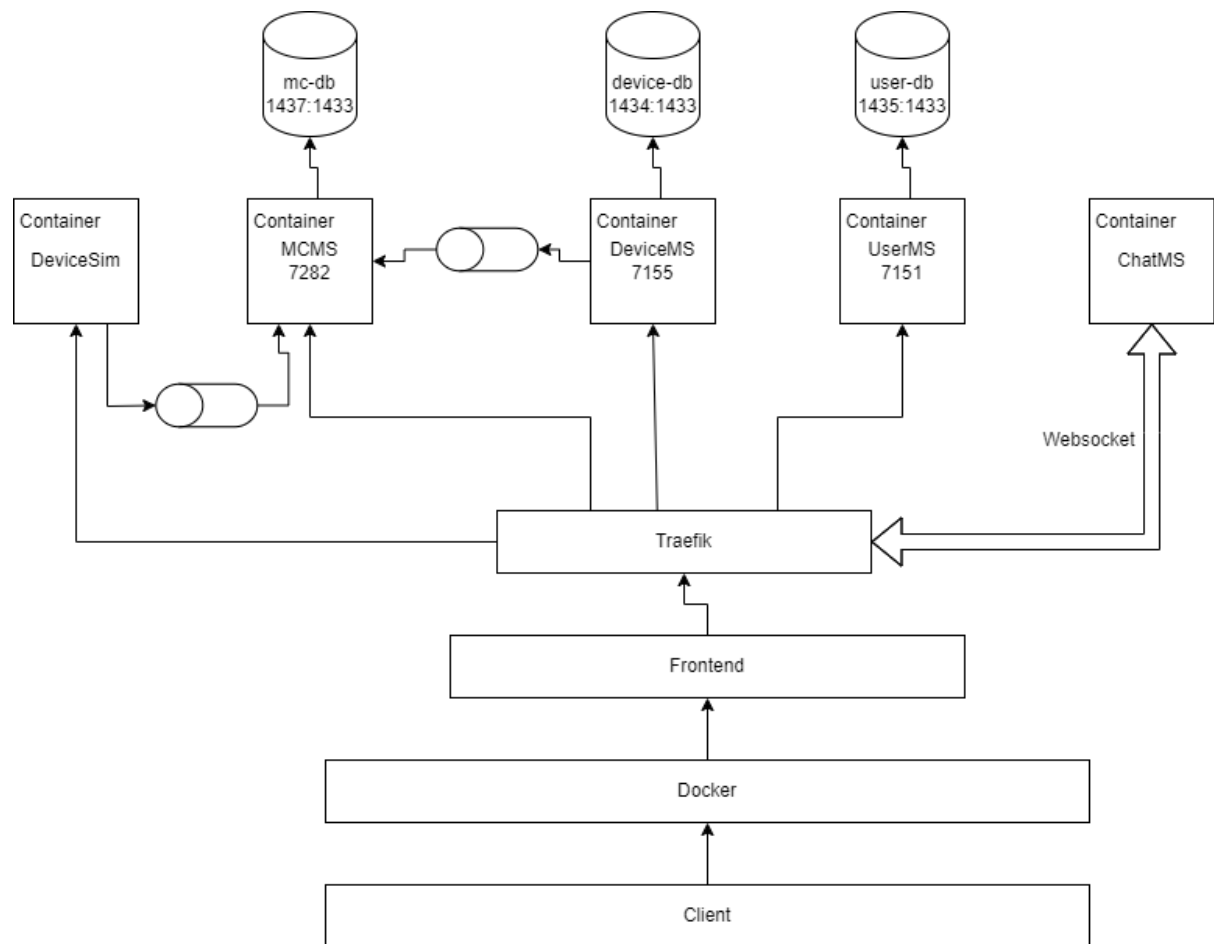 mc-db
1437:1433
device-db
1434:1433
user-db
1435:1433
Container
DeviceSim
Container
MCMS
7282
Container
DeviceMS
7155
Container
UserMS
7151
Container
ChatMS
Websocket
Traefik
Frontend
Docker
Client